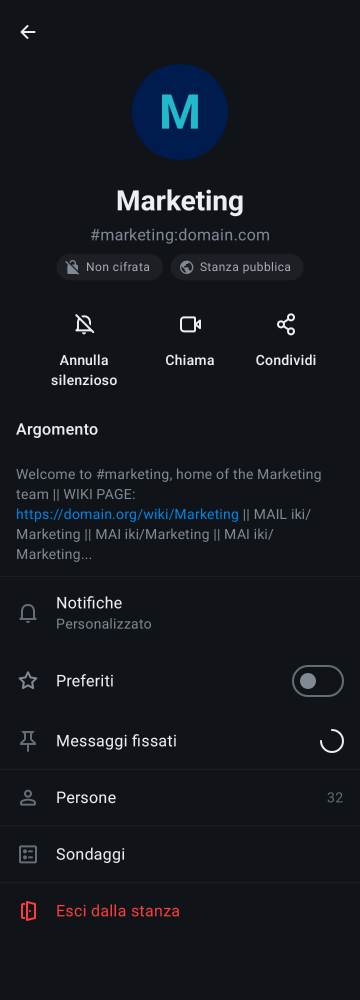 M
Marketing
#marketing:domain.com
Non cifrata
Stanza pubblica
Annulla
silenzioso
Chiama
Condividi
Argomento
Welcome to #marketing, home of the Marketing
team || WIKI PAGE:
https://domain.org/wiki/Marketing || MAIL iki/
Marketing || MAI iki/Marketing || MAI iki/
Marketing...
Notifiche
Personalizzato
Preferiti
Messaggi fissati
Persone
32
Sondaggi
Esci dalla stanza